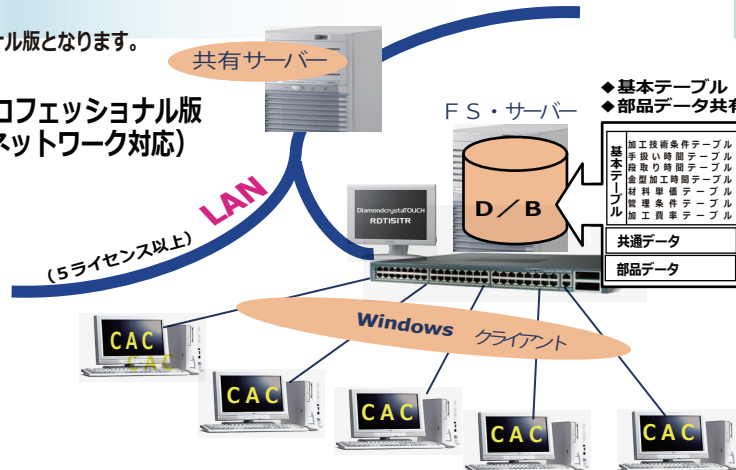 ナル版となります。
共有サーバー
ロフェッショナル版
ネットワーク対応）
ＦＳ・サーバー
◆基本テーブル
◆部品データ共有
基本テーブル
加工技術条件テーブル
手扱い時間テーブル
段取り時間テーブル
金型加工時間テーブル
材料単価テーブル
管理条件テーブル
加工費率テーブル
共通データ
部品データ
D／B
DiamondcrystaTOUCH
RDT15ITR
LAN
（５ライセンス以上）
Windows クライアント
CAC
CAC
CAC
CAC
CAC
CAC